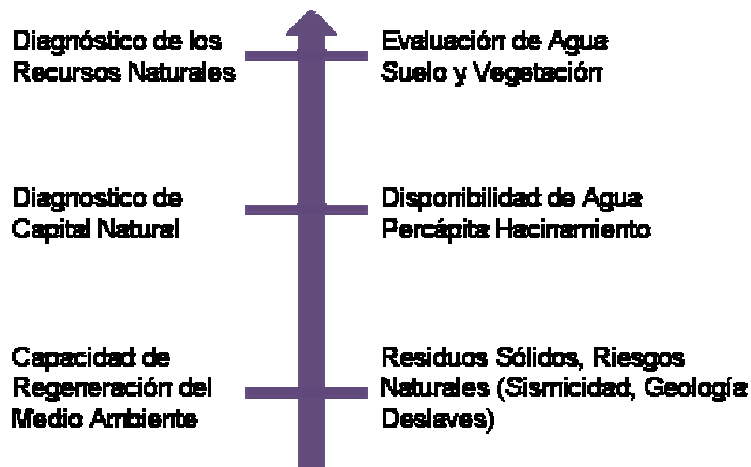 Diagnóstico de los
Recursos Naturales
Evaluación de Agua
Suelo y Vegetación
Diagnostico de
Capital Natural
Disponibilidad de Agua
Percápita Hacinamiento
Capacidad de
Regeneración del
Medio Ambiente
Residuos Sólidos, Riesgos
Naturales (Sismicidad, Geología
Deslaves)